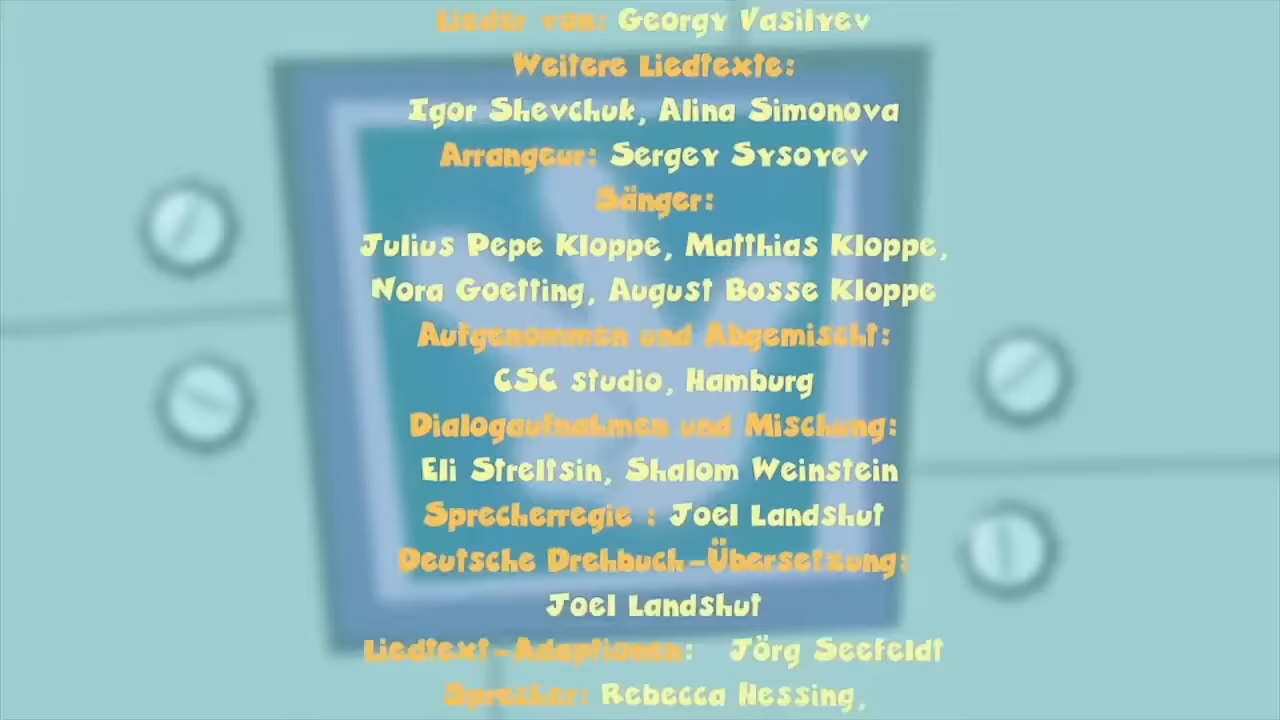 Lieder von: Georgy Vasilyev
Weitere Liedtexte:
Igor Shevchuk, Alina Simonova
Arrangeur: Sergey Sysoyev
Sänger:
Julius Pepe Kloppe, Matthias Kloppe,
Nora Goetting, August Bosse Kloppe
Aufgenommen und Abgemischt:
CSC studio, Hamburg
Dialogaufnahmen und Mischung:
Eli Streltsin, Shalom Weinstein
Sprecherregie : Joel Landshut
Deutsche Drehbuch-Übersetzung:
Joel Landshut
Liedtext-Adaptionen: Jörg Seefeldt
Sprecher: Rebecca Nessing,